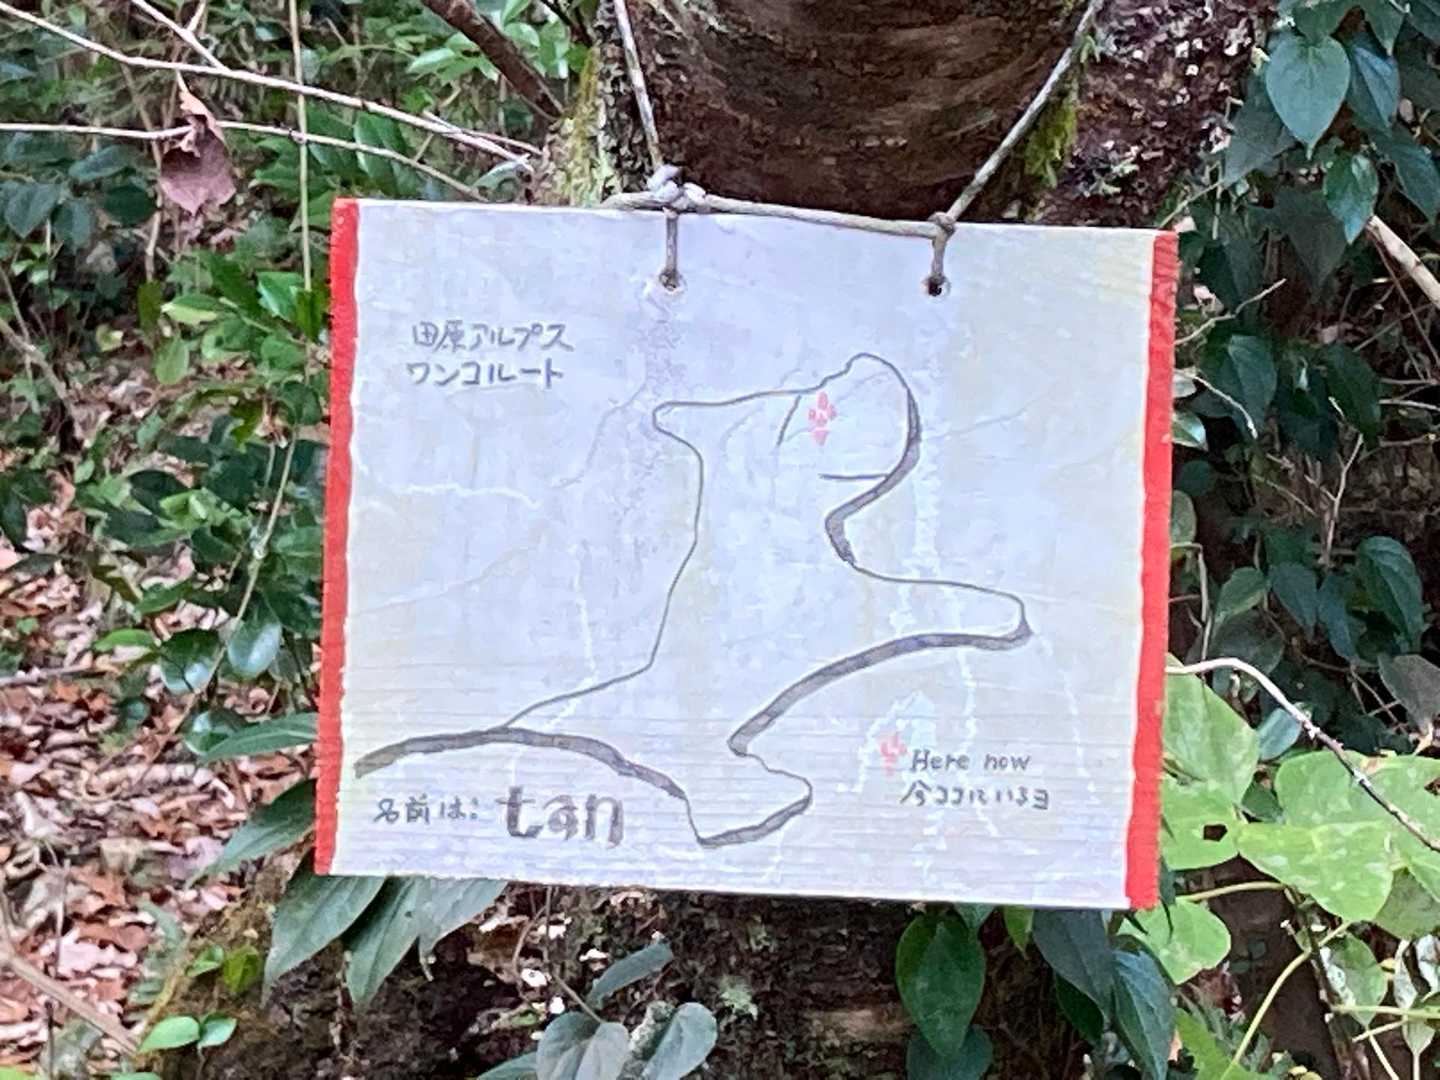 田原アルプス
ワンコルート
Here now
今ココにいるヨ
名前は: tan